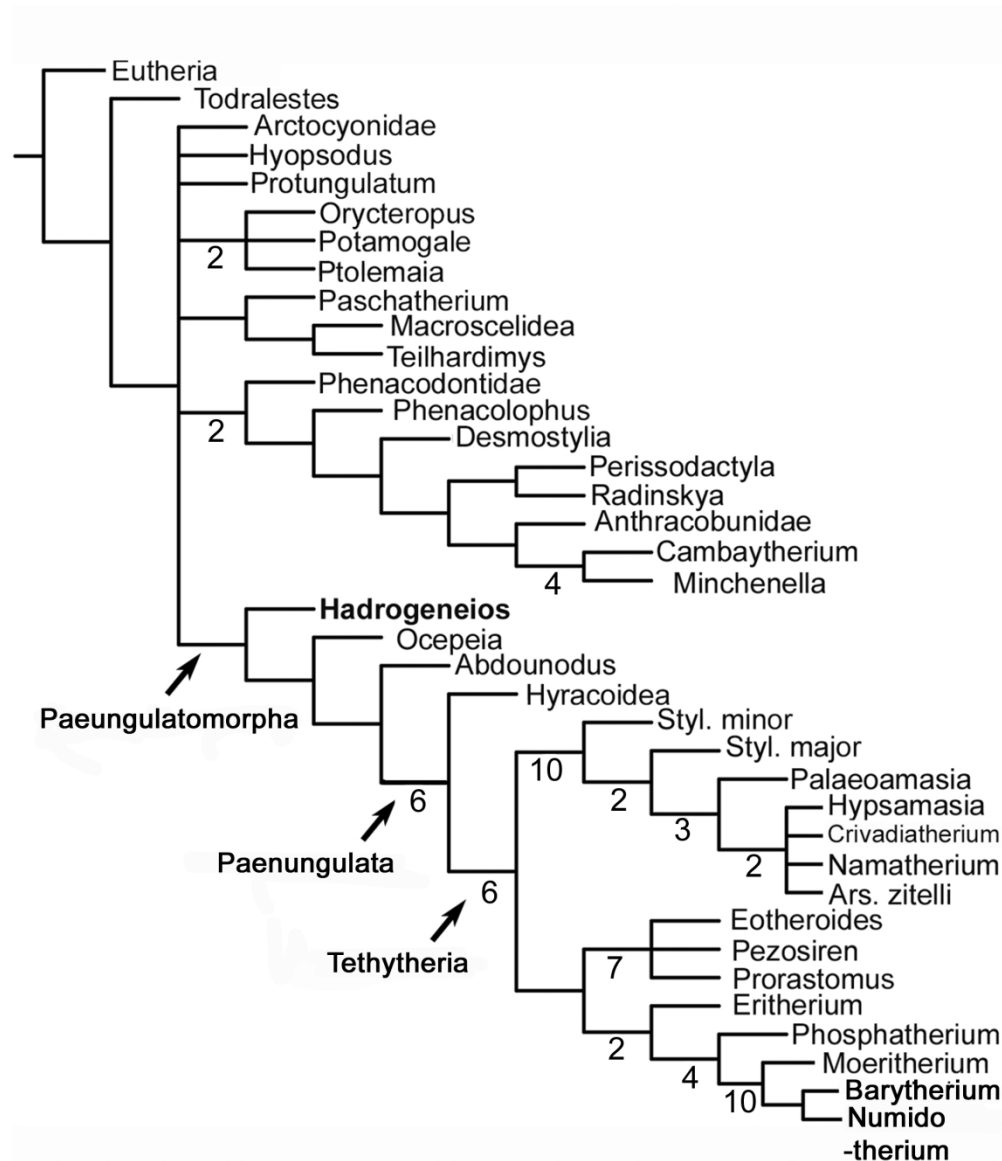 Eutheria
Todralestes
Arctocyonidae
Hyopsodus
Protungulatum
Orycteropus
Potamogale
2
Ptolemaia
Paschatherium
Macroscelidea
Teilhardimys
Phenacodontidae
Phenacolophus
2
Desmostylia
Perissodactyla
Radinskya
Anthracobunidae
Cambaytherium
4
Minchenella
Hadrogeneios
Ocepeia
Abdounodus
Hyracoidea
Paeungulatomorpha
Styl. minor
Styl. major
10
Palaeoamasia
2
6
Hypsamasia
3
Crivadiatherium
Paenungulata
2
Namatherium
6
Ars. zitelli
Eotheroides
Pezosiren
Tethytheria
7
Prorastomus
Eritherium
Phosphatherium
2
Moeritherium
4
Barytherium
10
Numido
-therium